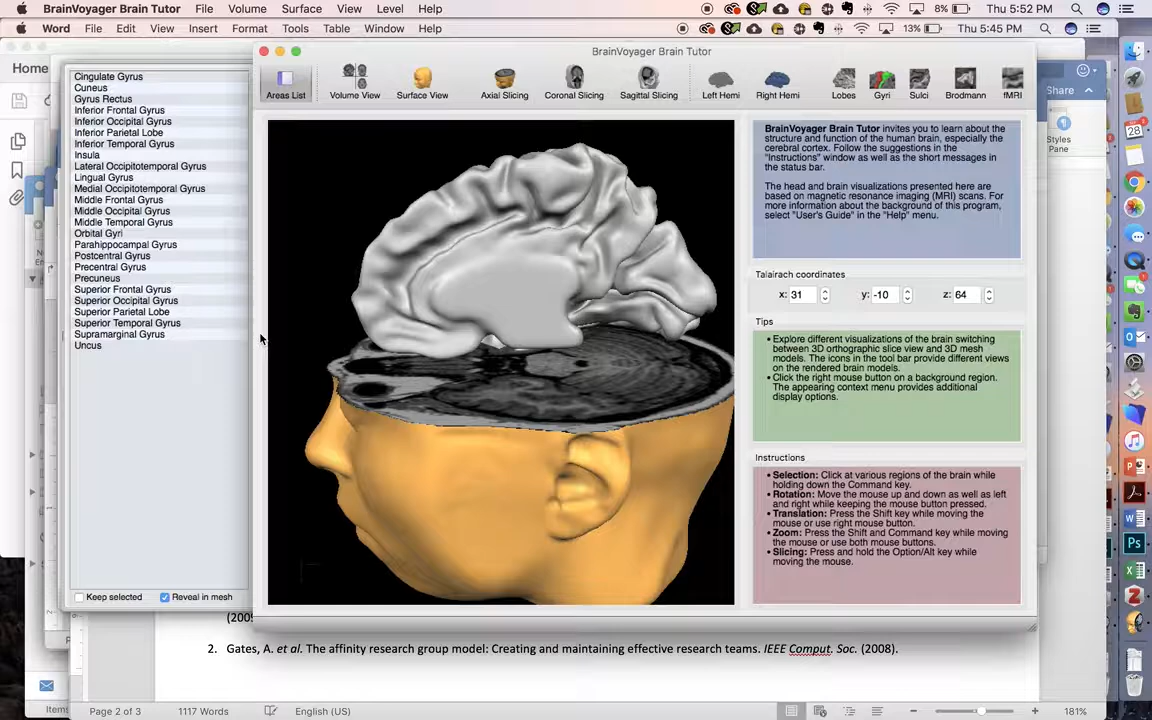 BrainVoyager Brain Tutor File Volume Surface View Level Help 8% Thu 5:52 PM
Word File Edit View Insert Format Tools Table Window Help 13% Thu 5:45 PM
BrainVoyager Brain Tutor
Home
Share
Areas List Volume View Surface View Axial Slicing Coronal Slicing Sagittal Slicing Left Hemi Right Hemi Lobes Gyri Sulci Brodmann fMRI
Styles
Pane
Cingulate Gyrus
Cuneus
Gyrus Rectus
Inferior Frontal Gyrus
Inferior Occipital Gyrus
Inferior Parietal Lobe
Inferior Temporal Gyrus
Insula
Lateral Occipitotemporal Gyrus
Lingual Gyrus
Medial Occipitotemporal Gyrus
Middle Frontal Gyrus
Middle Occipital Gyrus
Middle Temporal Gyrus
Orbital Gyri
Parahippocampal Gyrus
Postcentral Gyrus
Precentral Gyrus
Precuneus
Superior Frontal Gyrus
Superior Occipital Gyrus
Superior Parietal Lobe
Superior Temporal Gyrus
Supramarginal Gyrus
Uncus
Keep selected Reveal in mesh
BrainVoyager Brain Tutor invites you to learn about the
structure and function of the human brain, especially the
cerebral cortex. Follow the suggestions in the
"Instructions" window as well as the short messages in
the status bar.
The head and brain visualizations presented here are
based on magnetic resonance imaging (MRI) scans. For
more information about the background of this program,
select "User's Guide" in the "Help" menu.
Talairach coordinates
x: 31 y: -10 z: 64
Tips
• Explore different visualizations of the brain switching
between 3D orthographic slice view and 3D mesh
models. The icons in the tool bar provide different views
on the rendered brain models.
• Click the right mouse button on a background region.
The appearing context menu provides additional
display options.
Instructions
• Selection: Click at various regions of the brain while
holding down the Command key.
• Rotation: Move the mouse up and down as well as left
and right while keeping the mouse button pressed.
• Translation: Press the Shift key while moving the
mouse or use right mouse button.
• Zoom: Press the Shift and Command key while moving
the mouse or use both mouse buttons.
• Slicing: Press and hold the Option/Alt key while
moving the mouse.
2. Gates, A. et al. The affinity research group model: Creating and maintaining effective research teams. IEEE Comput. Soc. (2008).
Items
Page 2 of 3 1117 Words English (US) 181%